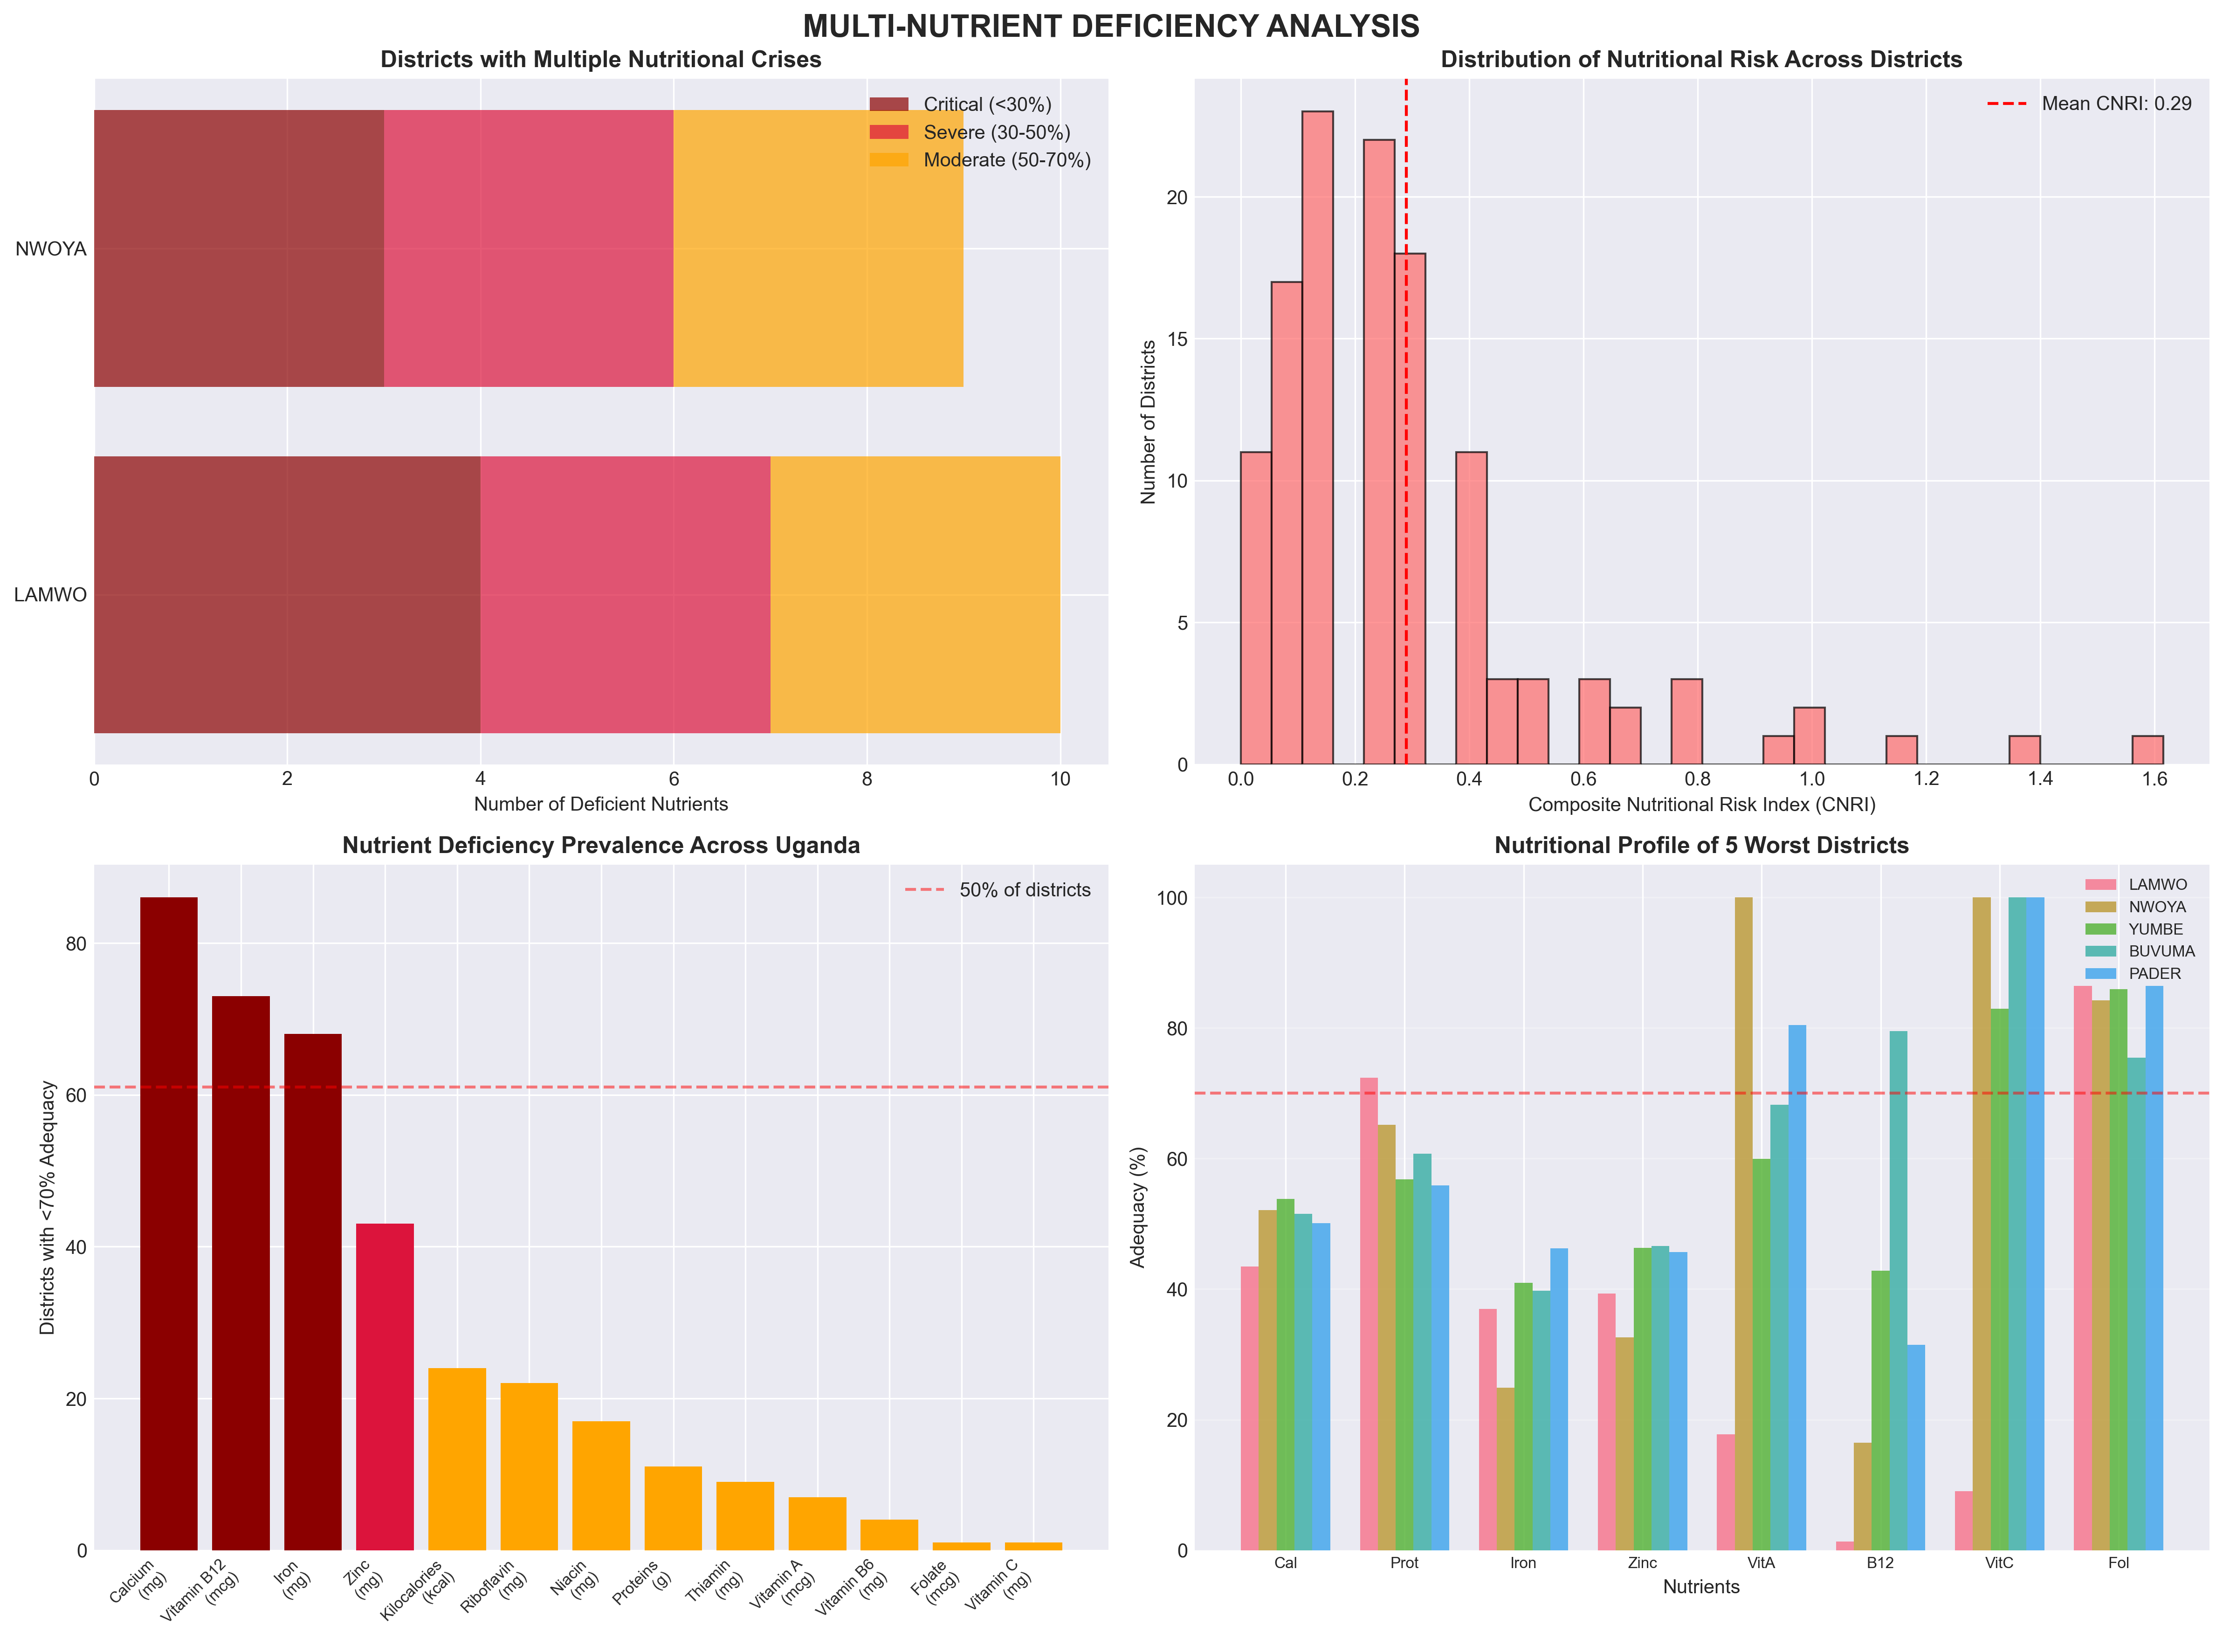 MULTI-NUTRIENT DEFICIENCY ANALYSIS
Districts with Multiple Nutritional Crises
Critical (<30%)
Severe (30-50%)
Moderate (50-70%)
NWOYA
LAMWO
0
2
4
6
8
10
Number of Deficient Nutrients
Distribution of Nutritional Risk Across Districts
Mean CNRI: 0.29
Number of Districts
20
15
10
5
0
0.0
0.2
0.4
0.6
0.8
1.0
1.2
1.4
1.6
Composite Nutritional Risk Index (CNRI)
Nutrient Deficiency Prevalence Across Uganda
50% of districts
Districts with <70% Adequacy
80
60
40
20
0
Calcium
(mg)
Vitamin B12
(mcg)
Iron
(mg)
Zinc
(mg)
Kilocalories
(kcal)
Riboflavin
(mg)
Niacin
(mg)
Proteins
(g)
Thiamin
(mg)
Vitamin A
(mcg)
Vitamin B6
(mg)
Folate
(mcg)
Vitamin C
(mg)
Nutritional Profile of 5 Worst Districts
LAMWO
NWOYA
YUMBE
BUVUMA
PADER
Adequacy (%)
100
80
60
40
20
0
Cal
Prot
Iron
Zinc
VitA
B12
VitC
Fol
Nutrients